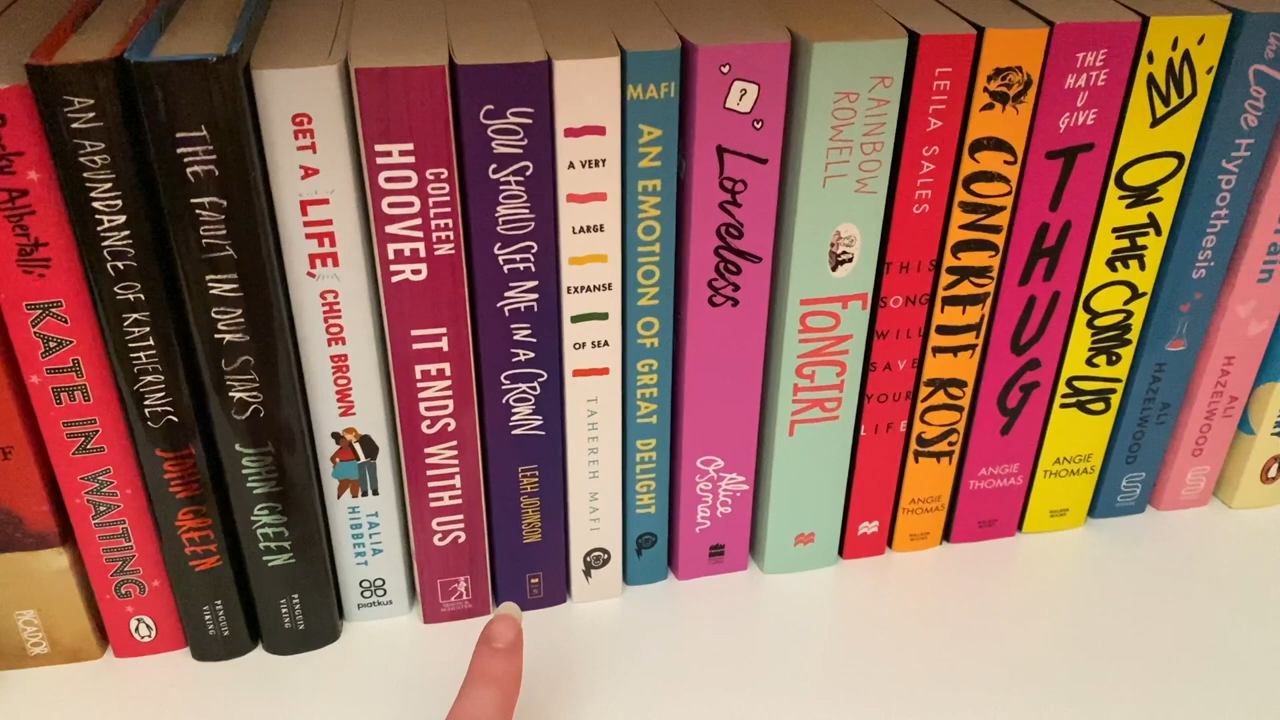 PICADOR
Becky Albertalli
KATE IN WAITING
AN ABUNDANCE OF KATHERINES
JOHN GREEN
PENGUIN
VIKING
THE FAULT IN OUR STARS
JOHN GREEN
PENGUIN
VIKING
GET A LIFE, CHLOE BROWN
TALIA
HIBBERT
piatkus
COLLEEN
HOOVER
IT ENDS WITH US
YOU SHOULD SEE ME IN A CROWN
LEAH JOHNSON
A VERY
LARGE
EXPANSE
OF SEA
TAHEREH MAFI
MAFI
AN EMOTION OF GREAT DELIGHT
?
Loveless
Alice
Oseman
RAINBOW
ROWELL
FANGIRL
LEILA SALES
THIS
SONG
WILL
SAVE
YOUR
LIFE
CONCRETE ROSE
ANGIE
THOMAS
THE
HATE
U
GIVE
THUG
ANGIE
THOMAS
ON THE COME UP
ANGIE
THOMAS
the Love Hypothesis
ALI
HAZELWOOD
ALI
HAZELWOOD